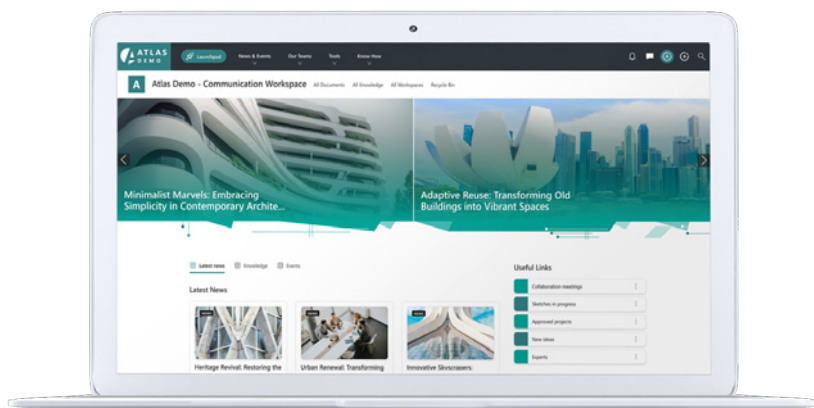 ATLAS
DEMO
Launchpad
News & Events
Our Teams
Tools
Know How
A
Atlas Demo - Communication Workspace
All Documents
All Knowledge
All Workspaces
Recycle Bin
Minimalist Marvels: Embracing
Simplicity in Contemporary Archite...
Adaptive Reuse: Transforming Old
Buildings into Vibrant Spaces
Latest news
Knowledge
Events
Useful Links
Latest News
Collaboration meetings
Sketches in progress
Approved projects
New ideas
Experts
NEWS
NEWS
NEWS
Heritage Revival: Restoring the
Urban Renewal: Transforming
Innovative Skyscrapers: